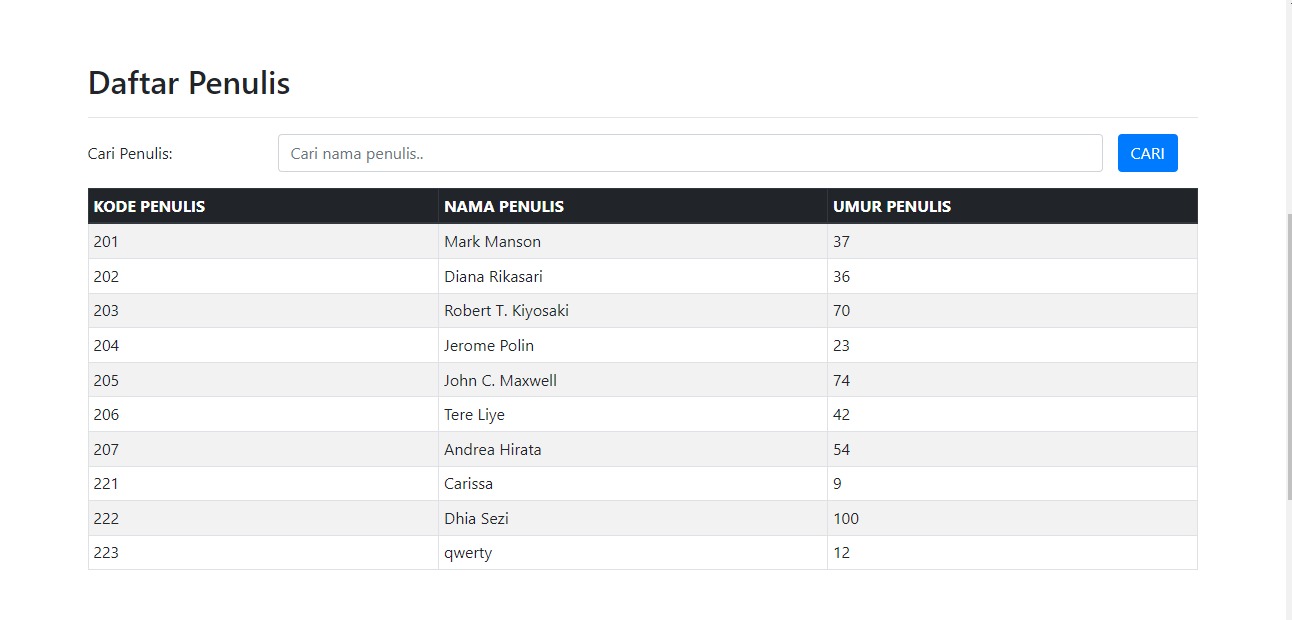 Daftar Penulis
Cari Penulis: Cari nama penulis.. CARI
KODE PENULIS NAMA PENULIS UMUR PENULIS
201 Mark Manson 37
202 Diana Rikasari 36
203 Robert T. Kiyosaki 70
204 Jerome Polin 23
205 John C. Maxwell 74
206 Tere Liye 42
207 Andrea Hirata 54
221 Carissa 9
222 Dhia Sezi 100
223 qwerty 12